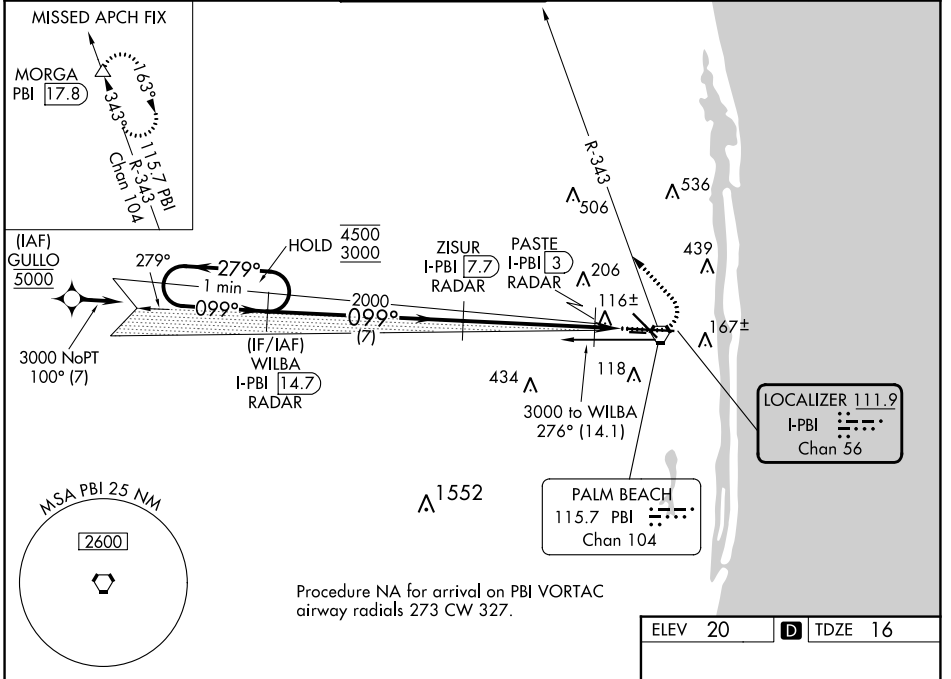 MISSED APCH FIX
MORGA
PBI 17.8
163°
343°
115.7 PBI
R-343
Chan 104
R-343
536
506
439
(IAF)
GULLO
5000
279°
279°
1 min
099°
HOLD
4500
3000
2000
099°
(7)
ZISUR
I-PBI 7.7
RADAR
PASTE
I-PBI 3
RADAR
206
116±
167±
118
434
3000 NoPT
100° (7)
(IF/IAF)
WILBA
I-PBI 14.7
RADAR
3000 to WILBA
276° (14.1)
LOCALIZER 111.9
I-PBI
Chan 56
1552
PALM BEACH
115.7 PBI
Chan 104
MSA PBI 25 NM
2600
Procedure NA for arrival on PBI VORTAC
airway radials 273 CW 327.
ELEV 20 D TDZE 16